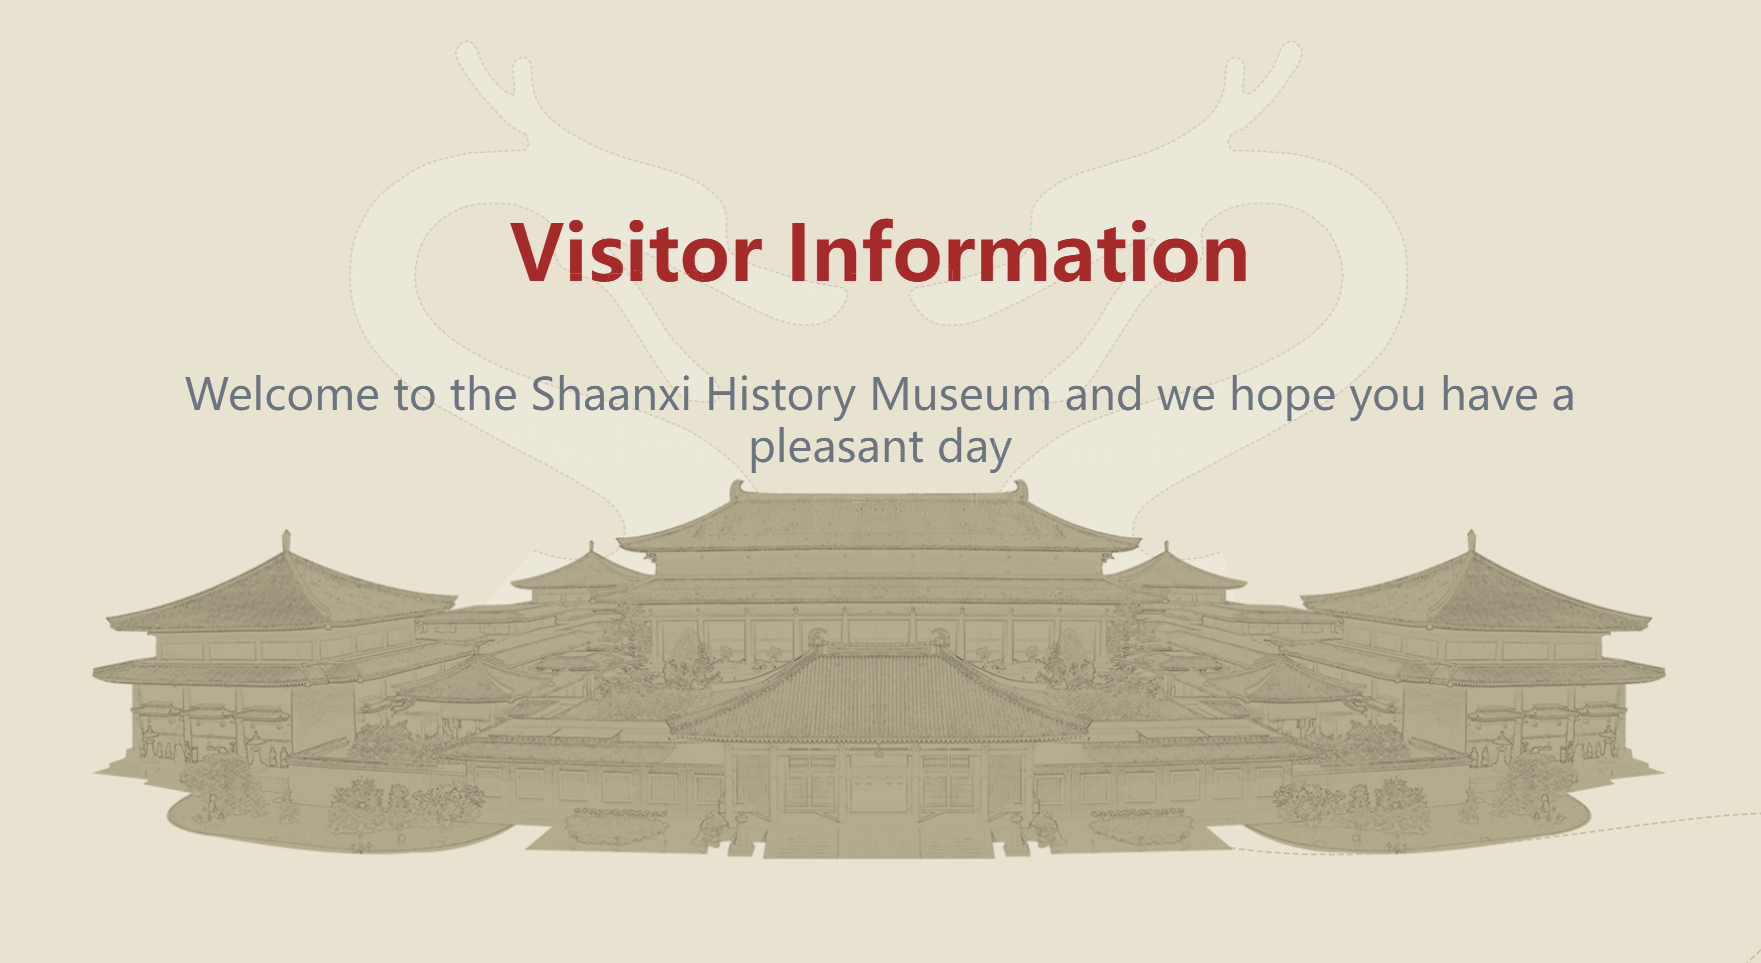 Visitor Information
Welcome to the Shaanxi History Museum and we hope you have a
pleasant day